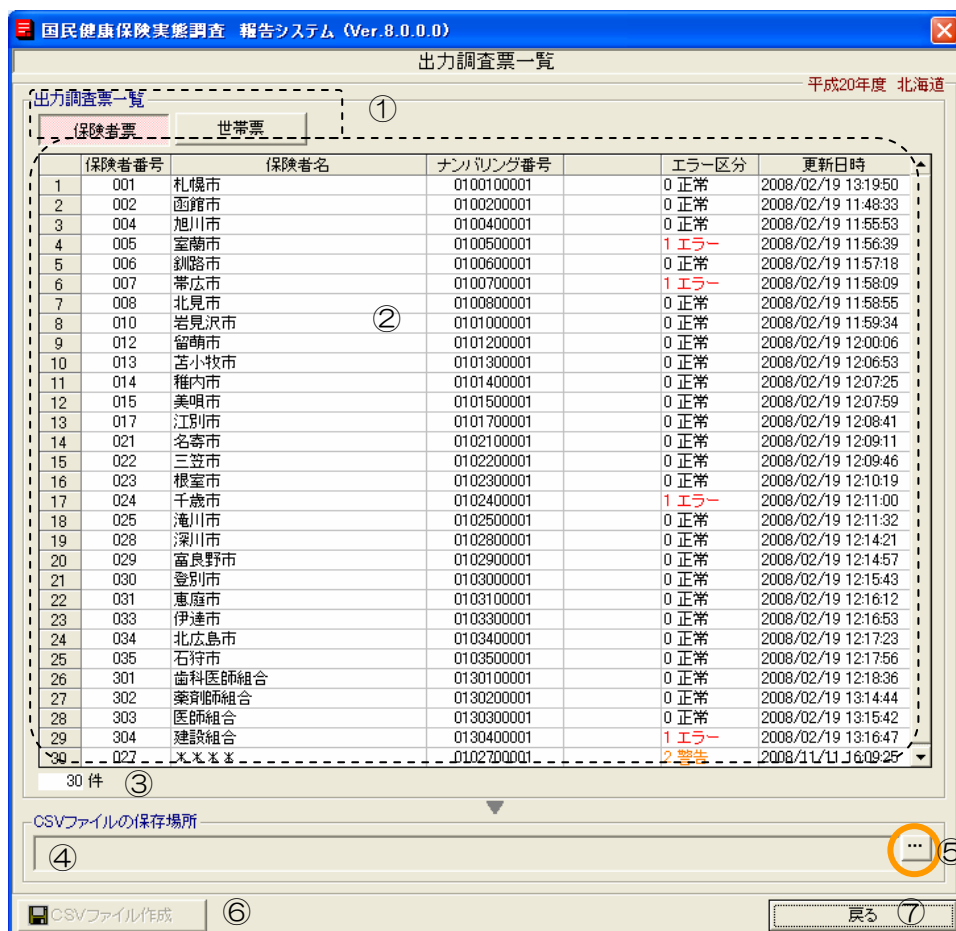 国民健康保険実態調査 報告システム (Ver.8.0.0.0)
出力調査票一覧
平成20年度 北海道
出力調査票一覧
①
保険者票 世帯票
保険者番号 保険者名 ナンバリング番号 エラー区分 更新日時
1 001 札幌市 0100100001 0 正常 2008/02/19 13:19:50
2 002 函館市 0100200001 0 正常 2008/02/19 11:48:33
3 004 旭川市 0100400001 0 正常 2008/02/19 11:55:53
4 005 室蘭市 0100500001 1 エラー 2008/02/19 11:56:39
5 006 釧路市 0100600001 0 正常 2008/02/19 11:57:18
6 007 帯広市 0100700001 1 エラー 2008/02/19 11:58:09
7 008 北見市 0100800001 0 正常 2008/02/19 11:58:55
8 010 岩見沢市 ② 0101000001 0 正常 2008/02/19 11:59:34
9 012 留萌市 0101200001 0 正常 2008/02/19 12:00:06
10 013 苫小牧市 0101300001 0 正常 2008/02/19 12:06:53
11 014 稚内市 0101400001 0 正常 2008/02/19 12:07:25
12 015 美唄市 0101500001 0 正常 2008/02/19 12:07:59
13 017 江別市 0101700001 0 正常 2008/02/19 12:08:41
14 021 名寄市 0102100001 0 正常 2008/02/19 12:09:11
15 022 三笠市 0102200001 0 正常 2008/02/19 12:09:46
16 023 根室市 0102300001 0 正常 2008/02/19 12:10:19
17 024 千歳市 0102400001 1 エラー 2008/02/19 12:11:00
18 025 滝川市 0102500001 0 正常 2008/02/19 12:11:32
19 028 深川市 0102800001 0 正常 2008/02/19 12:14:21
20 029 富良野市 0102900001 0 正常 2008/02/19 12:14:57
21 030 登別市 0103000001 0 正常 2008/02/19 12:15:43
22 031 恵庭市 0103100001 0 正常 2008/02/19 12:16:12
23 033 伊達市 0103300001 0 正常 2008/02/19 12:16:53
24 034 北広島市 0103400001 0 正常 2008/02/19 12:17:23
25 035 石狩市 0103500001 0 正常 2008/02/19 12:17:56
26 301 歯科医師組合 0130100001 0 正常 2008/02/19 12:18:36
27 302 薬剤師組合 0130200001 0 正常 2008/02/19 13:14:44
28 303 医師組合 0130300001 0 正常 2008/02/19 13:15:42
29 304 建設組合 0130400001 1 エラー 2008/02/19 13:16:47
30 027 ＊＊＊＊ 0102700001 2 警告 2008/11/11 16:09:25
30 件 ③
CSVファイルの保存場所
④ ... ⑤
CSVファイル作成 ⑥ 戻る ⑦